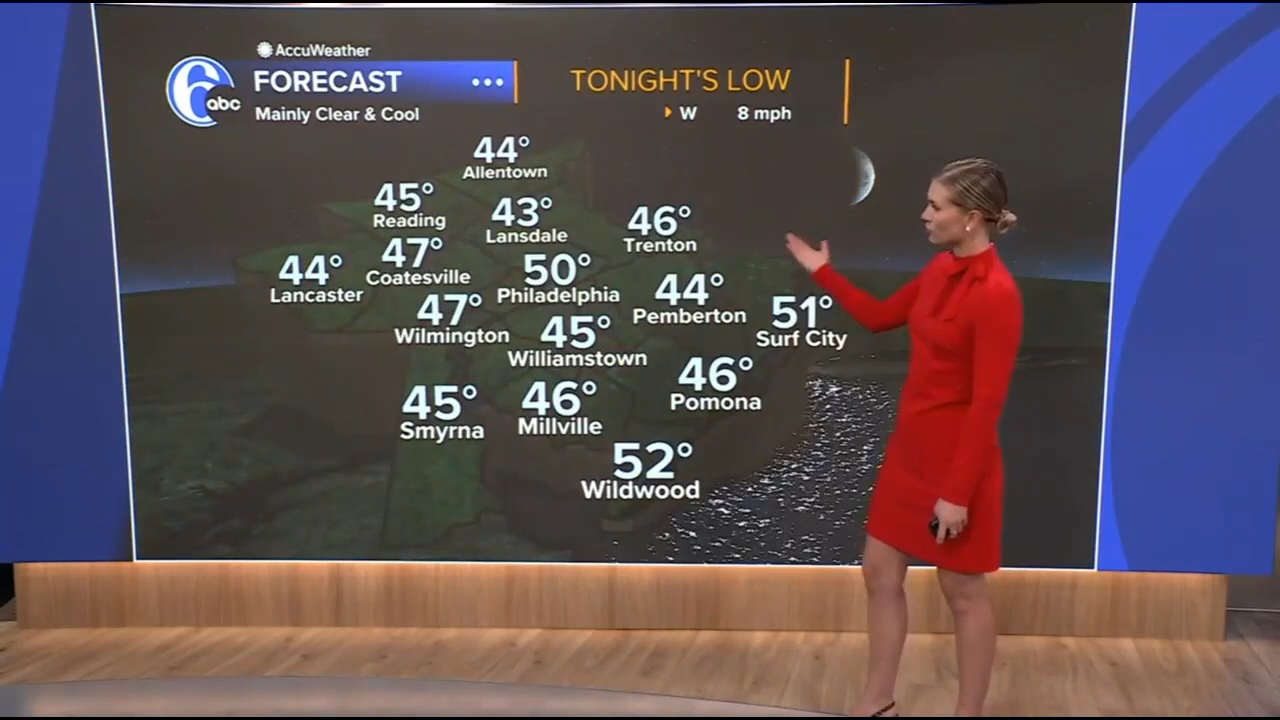 AccuWeather
6abc
FORECAST
TONIGHT'S LOW
Mainly Clear & Cool
W 8 mph
44°
Allentown
45°
Reading
43°
Lansdale
46°
Trenton
47°
Coatesville
44°
Lancaster
50°
Philadelphia
44°
Pemberton
51°
Surf City
47°
Wilmington
45°
Williamstown
46°
Pomona
45°
Smyrna
46°
Millville
52°
Wildwood